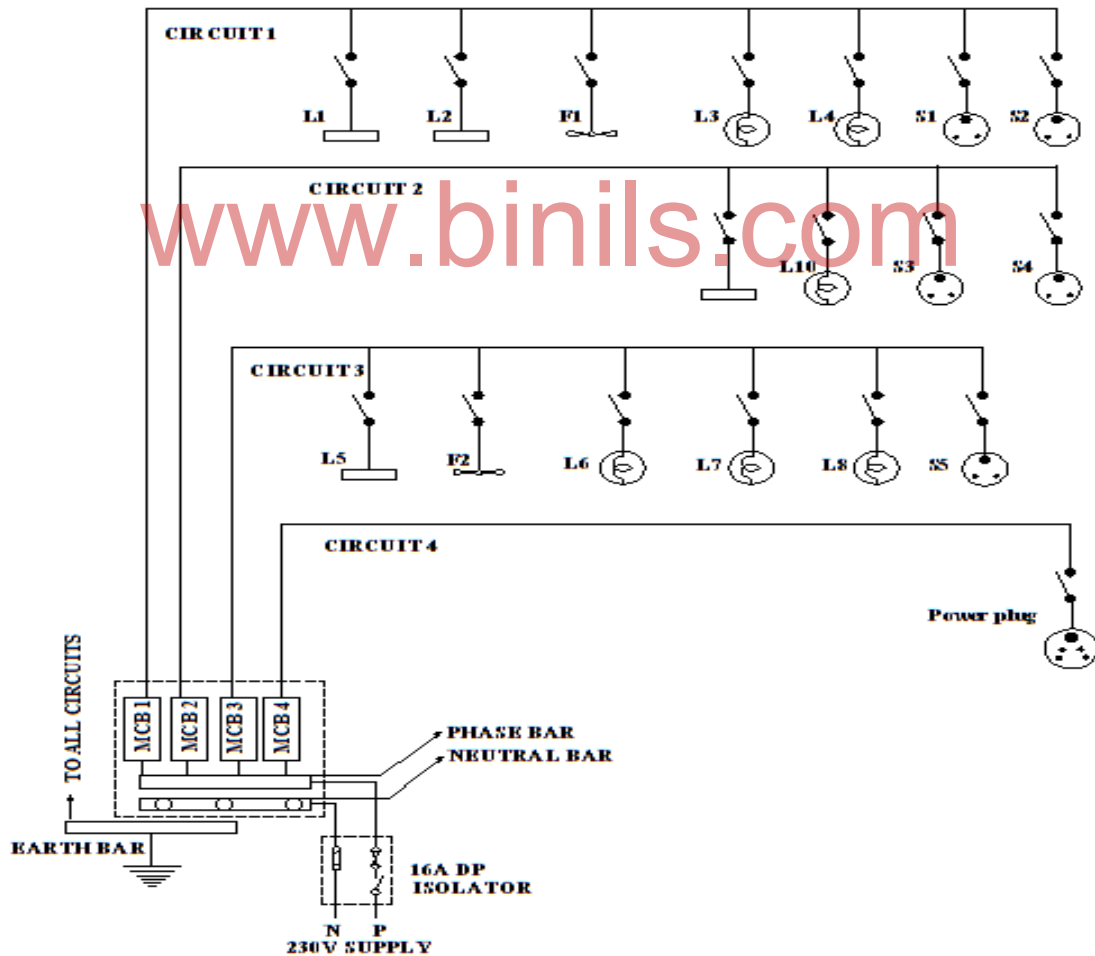 CIRCUIT 1
L1 L2 F1 L3 L4 S1 S2
CIRCUIT 2
www.binils.com
L10 S3 S4
CIRCUIT 3
L5 F2 L6 L7 L8 S5
CIRCUIT 4
Power plug
TO ALL CIRCUITS
MCB1 MCB2 MCB3 MCB4
PHASE BAR
NEUTRAL BAR
EARTH BAR
16A DP
ISOLATOR
N P
230V SUPPLY